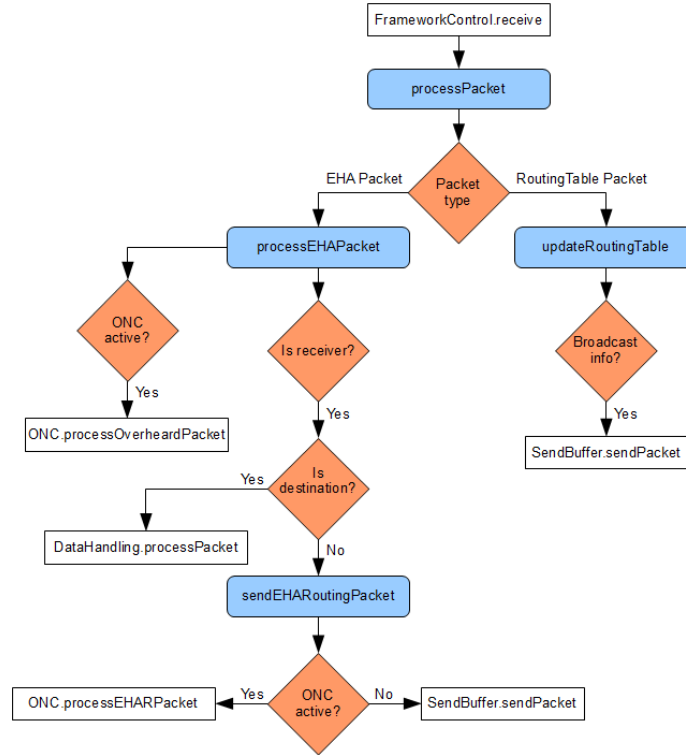 FrameworkControl.receive
processPacket
Packet
type
EHA Packet
RoutingTable Packet
processEHAPacket
updateRoutingTable
ONC
active?
Is receiver?
Broadcast
info?
Yes
Yes
Yes
ONC.processOverheardPacket
SendBuffer.sendPacket
Is
destination?
Yes
DataHandling.processPacket
No
sendEHARoutingPacket
ONC
active?
Yes
No
ONC.processEHARPacket
SendBuffer.sendPacket